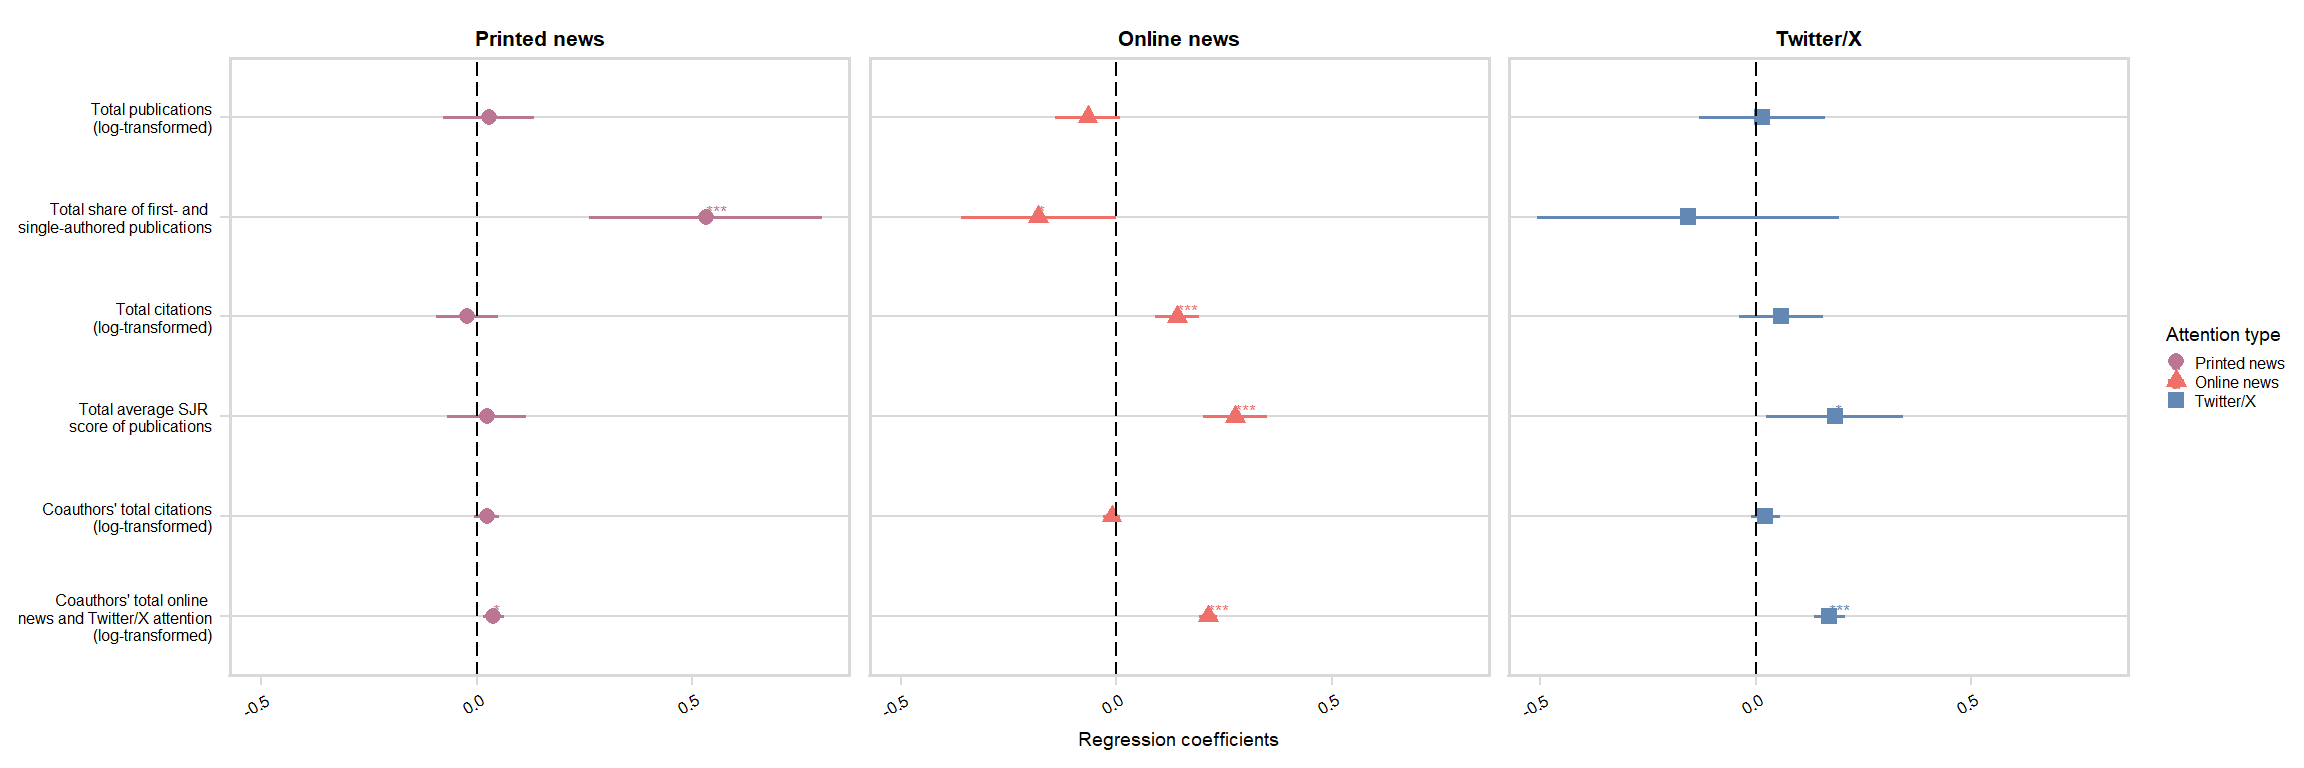 Printed news
Online news
Twitter/X
Total publications
(log-transformed)
Total share of first- and
single-authored publications
***
*
Total citations
(log-transformed)
***
Total average SJR
score of publications
***
*
Coauthors' total citations
(log-transformed)
Coauthors' total online
news and Twitter/X attention
(log-transformed)
*
***
***
-0.5
0.0
0.5
-0.5
0.0
0.5
-0.5
0.0
0.5
Regression coefficients
Attention type
Printed news
Online news
Twitter/X